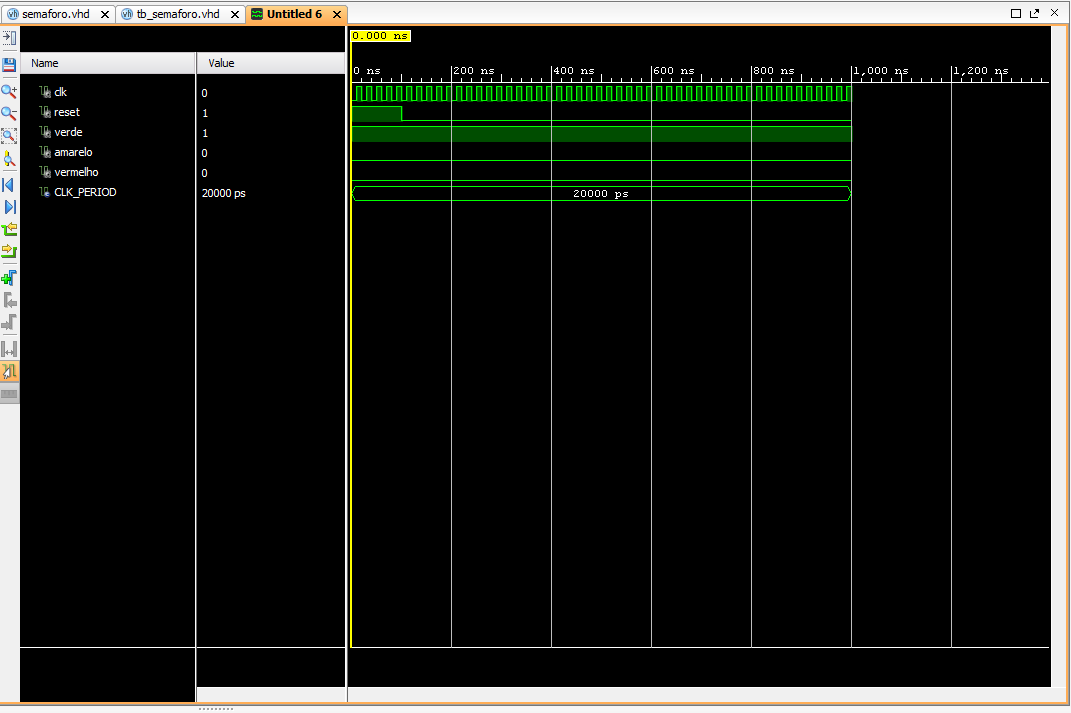 semaforo.vhd tb_semaforo.vhd Untitled 6
0.000 ns
Name Value
0 ns 200 ns 400 ns 600 ns 800 ns 1,000 ns 1,200 ns
clk 0
reset 1
verde 1
amarelo 0
vermelho 0
CLK_PERIOD 20000 ps 20000 ps